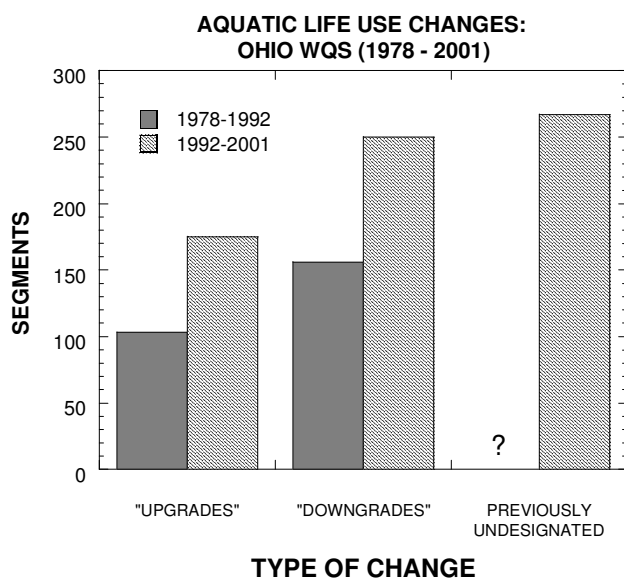 AQUATIC LIFE USE CHANGES:
OHIO WQS (1978 - 2001)
300
250
200
150
100
50
0
SEGMENTS
1978-1992
1992-2001
?
"UPGRADES"
"DOWNGRADES"
PREVIOUSLY
UNDESIGNATED
TYPE OF CHANGE